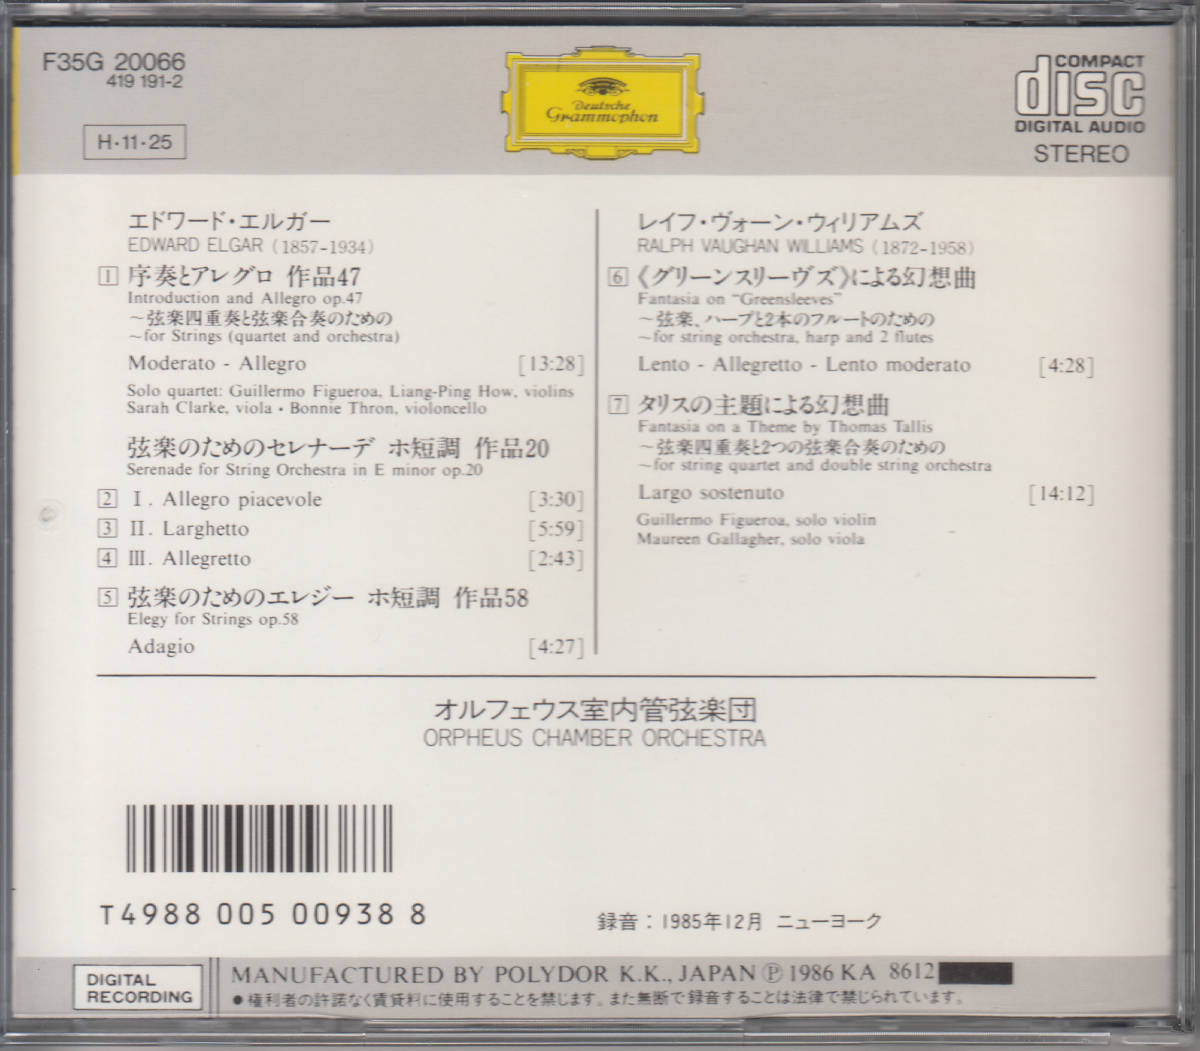 F35G 20066
419 191-2
H・11・25
Deutsche
Grammophon
COMPACT
disc
DIGITAL AUDIO
STEREO
エドワード・エルガー
EDWARD ELGAR (1857-1934)
1 序奏とアレグロ 作品47
Introduction and Allegro op.47
〜弦楽四重奏と弦楽合奏のための
〜for Strings (quartet and orchestra)
Moderato - Allegro [13:28]
Solo quartet: Guillermo Figueroa, Liang-Ping How, violins
Sarah Clarke, viola・Bonnie Thron, violoncello
弦楽のためのセレナーデ ホ短調 作品20
Serenade for String Orchestra in E minor op.20
2 I. Allegro piacevole [3:30]
3 II. Larghetto [5:59]
4 III. Allegretto [2:43]
5 弦楽のためのエレジー ホ短調 作品58
Elegy for Strings op.58
Adagio [4:27]
レイフ・ヴォーン・ウィリアムズ
RALPH VAUGHAN WILLIAMS (1872-1958)
6 《グリーンスリーヴズ》による幻想曲
Fantasia on "Greensleeves"
〜弦楽、ハープと2本のフルートのための
〜for string orchestra, harp and 2 flutes
Lento - Allegretto - Lento moderato [4:28]
7 タリスの主題による幻想曲
Fantasia on a Theme by Thomas Tallis
〜弦楽四重奏と2つの弦楽合奏のための
〜for string quartet and double string orchestra
Largo sostenuto [14:12]
Guillermo Figueroa, solo violin
Maureen Gallagher, solo viola
オルフェウス室内管弦楽団
ORPHEUS CHAMBER ORCHESTRA
T4988 005 00938 8
録音：1985年12月 ニューヨーク
DIGITAL
RECORDING
MANUFACTURED BY POLYDOR K.K., JAPAN Ⓟ 1986 KA 8612
●権利者の許諾なく賃貸料に使用することを禁じます。また無断で録音することは法律で禁じられています。